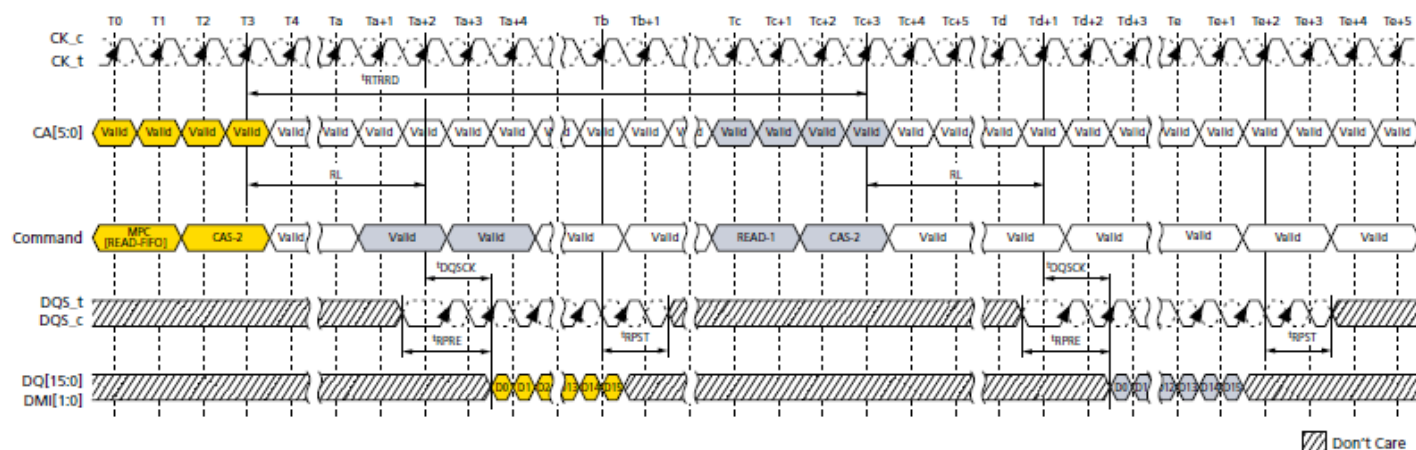 T0 T1 T2 T3 T4 Ta Ta+1 Ta+2 Ta+3 Ta+4 Tb Tb+1 Tc Tc+1 Tc+2 Tc+3 Tc+4 Tc+5 Td Td+1 Td+2 Td+3 Te Te+1 Te+2 Te+3 Te+4 Te+5
CK_c
CK_t
tRTRRD
CA[5:0] Valid Valid Valid Valid Valid Valid Valid Valid Valid Valid Valid Valid Valid Valid Valid Valid Valid Valid Valid Valid Valid Valid Valid Valid Valid Valid Valid
RL RL
Command MPC [READ-FIFO] CAS-2 Valid Valid Valid Valid Valid READ-1 CAS-2 Valid Valid Valid Valid Valid Valid
tDQSCK tDQSCK
DQS_t
DQS_c
tRPRE tRPST tRPRE tRPST
DQ[15:0] D0 D1 D2 D13 D14 D15 D0 D1 D12 D13 D14 D15
DMI[1:0]
Don't Care